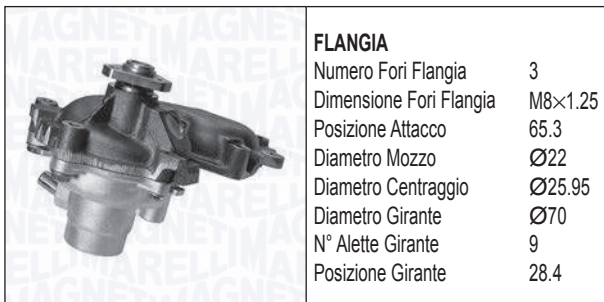 FLANGIA
Numero Fori Flangia 3
Dimensione Fori Flangia M8×1.25
Posizione Attacco 65.3
Diametro Mozzo Ø22
Diametro Centraggio Ø25.95
Diametro Girante Ø70
N° Alette Girante 9
Posizione Girante 28.4